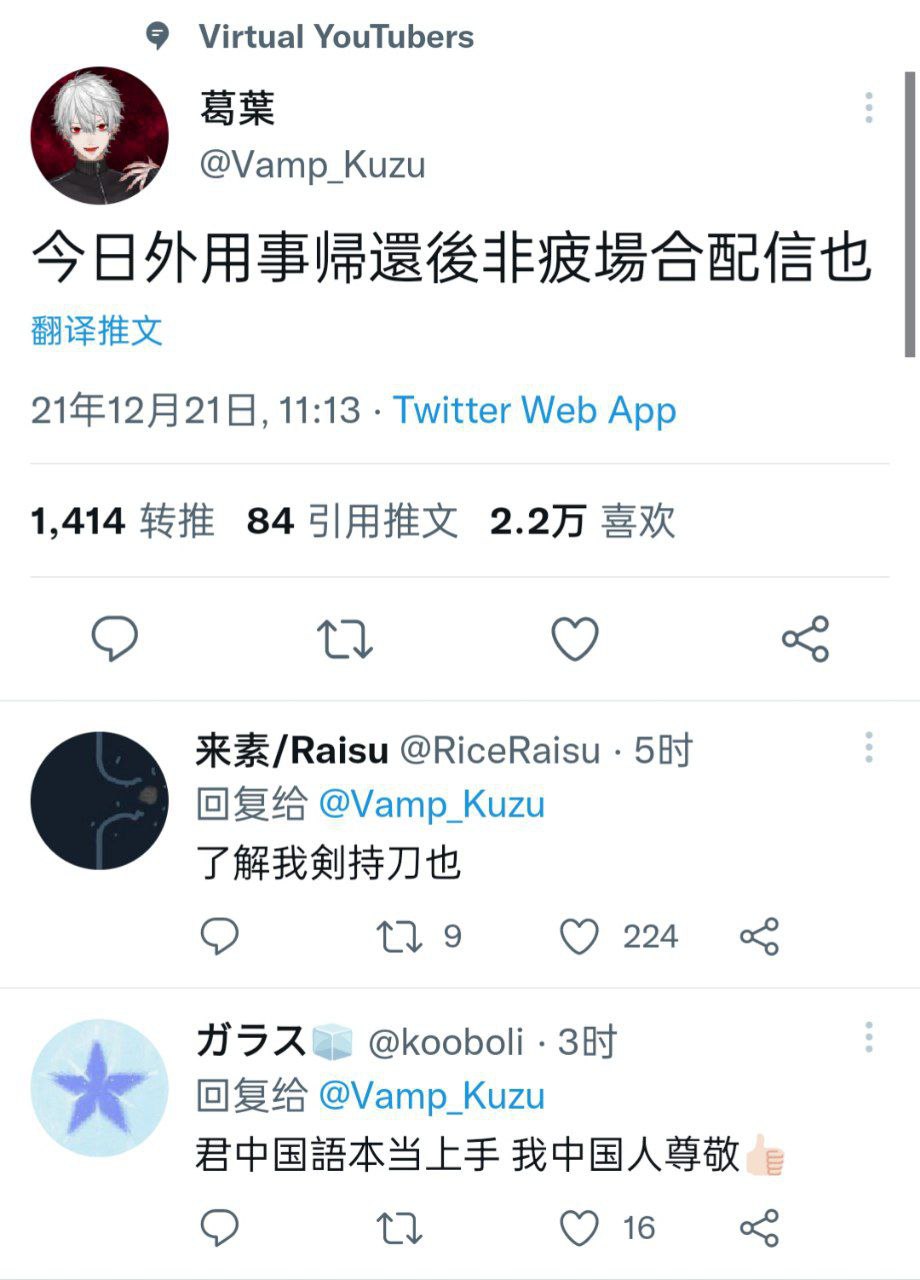 Virtual YouTubers
葛葉
@Vamp_Kuzu
今日外用事帰還後非疲場合配信也
翻译推文
21年12月21日, 11:13 · Twitter Web App
1,414 转推 84 引用推文 2.2万 喜欢
来素/Raisu @RiceRaisu · 5时
回复给 @Vamp_Kuzu
了解我剣持刀也
9 224
ガラス🧊 @kooboli · 3时
回复给 @Vamp_Kuzu
君中国語本当上手 我中国人尊敬👍🏻
16